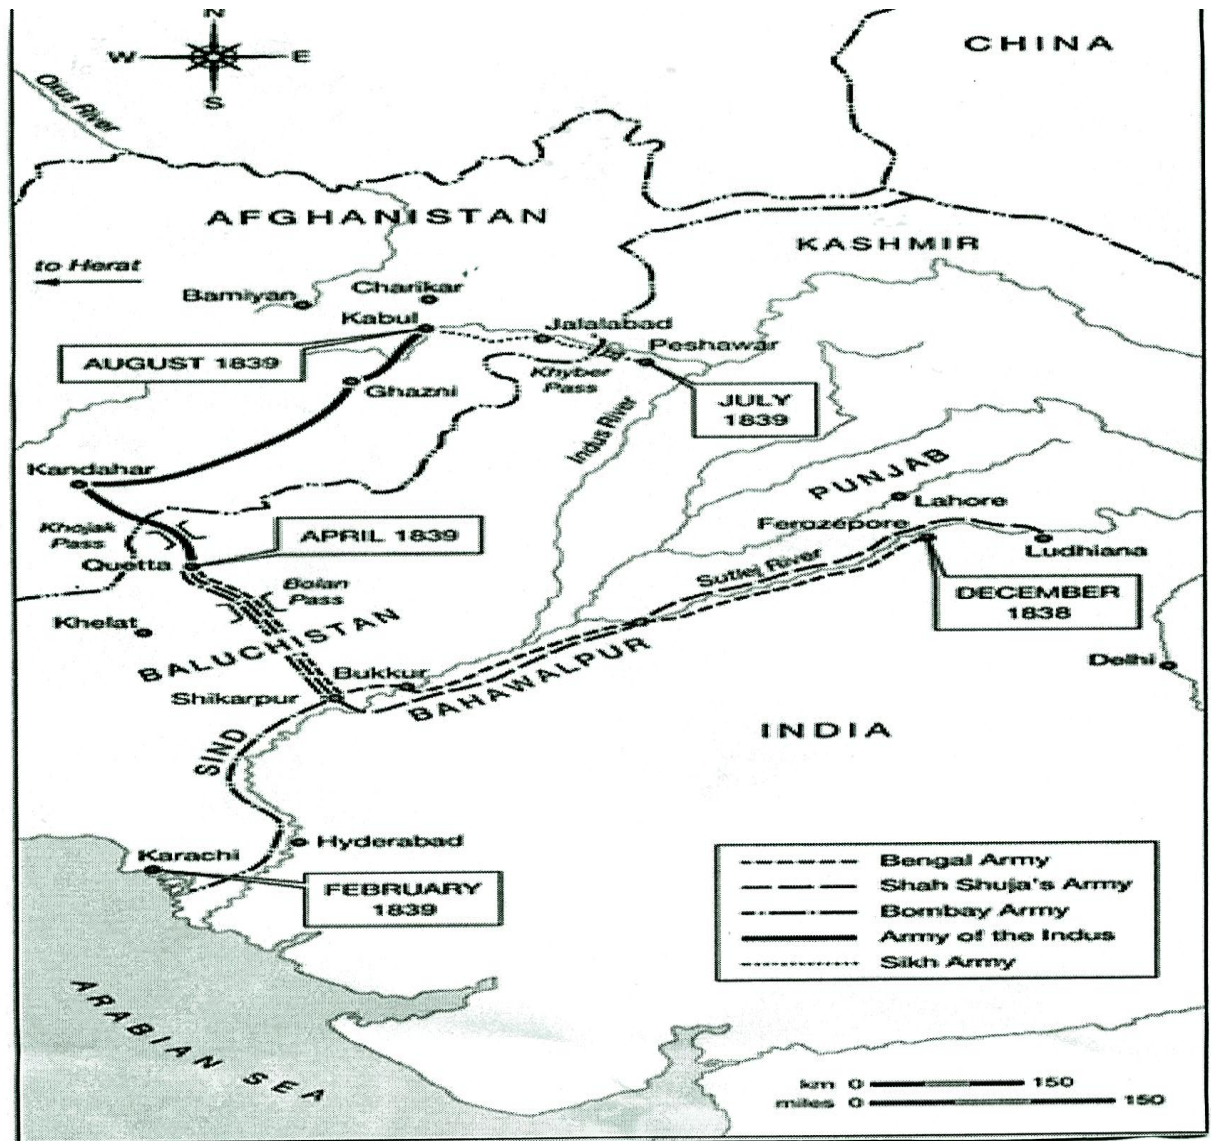 N
W
E
S
CHINA
Oxus River
AFGHANISTAN
KASHMIR
to Herat
Bamiyan
Charikar
Kabul
Jalalabad
Peshawar
AUGUST 1839
Khyber
Pass
Ghazni
JULY
1839
Indus River
Kandahar
PUNJAB
Lahore
Khojak
Pass
APRIL 1839
Ferozepore
Ludhiana
Quetta
Sutlej River
Bolan
Pass
DECEMBER
1838
Khelat
BALUCHISTAN
Delhi
Bukkur
BAHAWALPUR
Shikarpur
SIND
INDIA
Hyderabad
Karachi
FEBRUARY
1839
Bengal Army
Shah Shuja's Army
Bombay Army
Army of the Indus
Sikh Army
ARABIAN SEA
km 0 150
miles 0 150